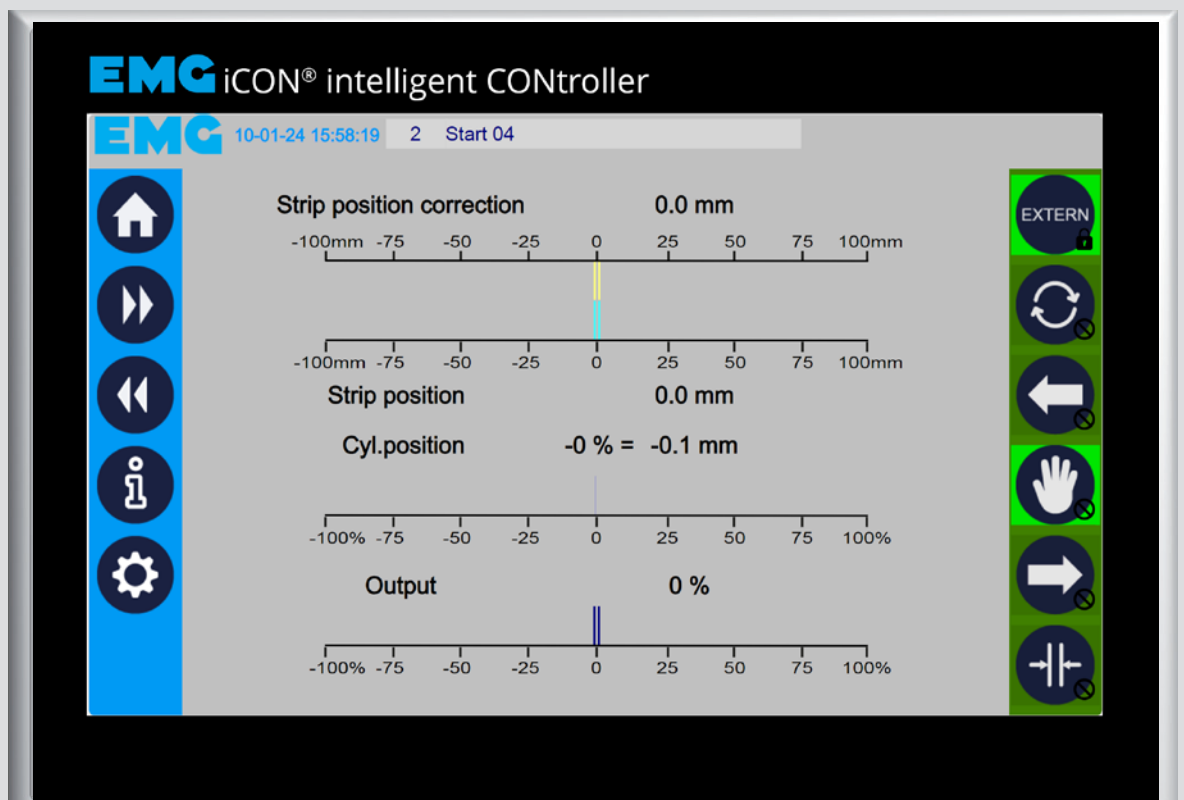 EMG iCON® intelligent CONtroller
EMG 10-01-24 15:58:19 2 Start 04
Strip position correction 0.0 mm
-100mm -75 -50 -25 0 25 50 75 100mm
-100mm -75 -50 -25 0 25 50 75 100mm
Strip position 0.0 mm
Cyl.position -0 % = -0.1 mm
-100% -75 -50 -25 0 25 50 75 100%
Output 0 %
-100% -75 -50 -25 0 25 50 75 100%
EXTERN